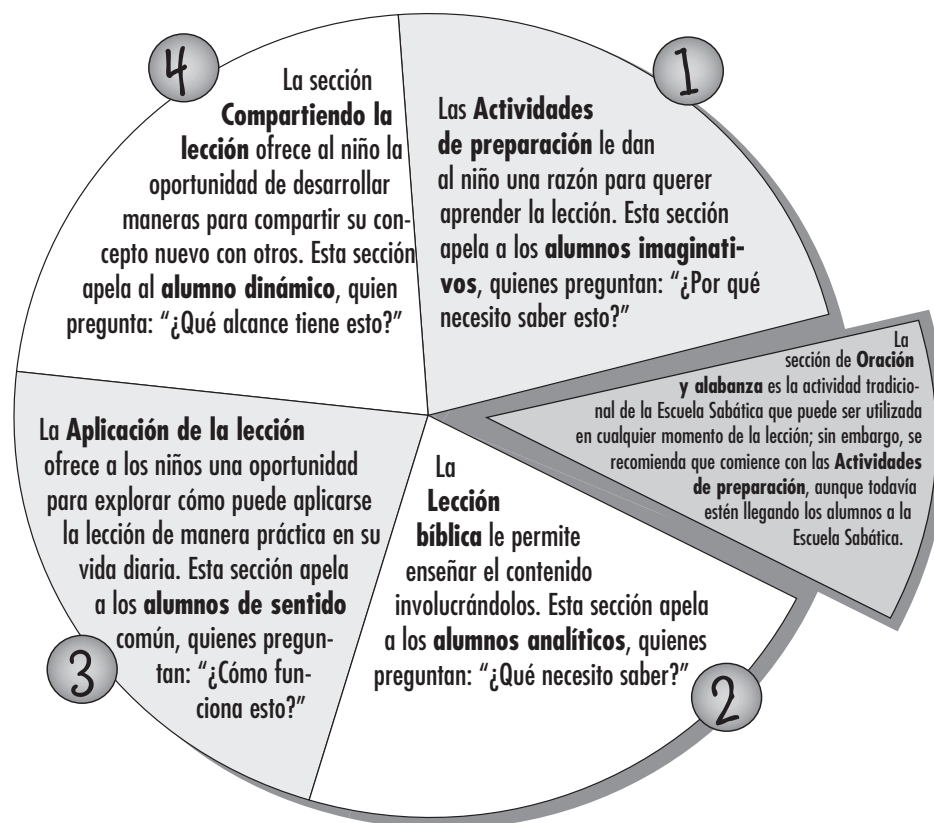 1
Las Actividades
de preparación le dan
al niño una razón para querer
aprender la lección. Esta sección
apela a los alumnos imaginati-
vos, quienes preguntan: “¿Por qué
necesito saber esto?”
La
sección de Oración
y alabanza es la actividad tradicio-
nal de la Escuela Sabática que puede ser utilizada
en cualquier momento de la lección; sin embargo, se
recomienda que comience con las Actividades
de preparación, aunque todavía
estén llegando los alumnos a la
Escuela Sabática.
2
La
Lección
bíblica le permite
enseñar el contenido
involucrándolos. Esta sección apela
a los alumnos analíticos, quienes
preguntan: “¿Qué necesito saber?”
3
La Aplicación de la lección
ofrece a los niños una oportunidad
para explorar cómo puede aplicarse
la lección de manera práctica en su
vida diaria. Esta sección apela
a los alumnos de sentido
común, quienes pregun-
tan: “¿Cómo fun-
ciona esto?”
4
La sección
Compartiendo la
lección ofrece al niño la
oportunidad de desarrollar
maneras para compartir su con-
cepto nuevo con otros. Esta sección
apela al alumno dinámico, quien
pregunta: “¿Qué alcance tiene esto?”